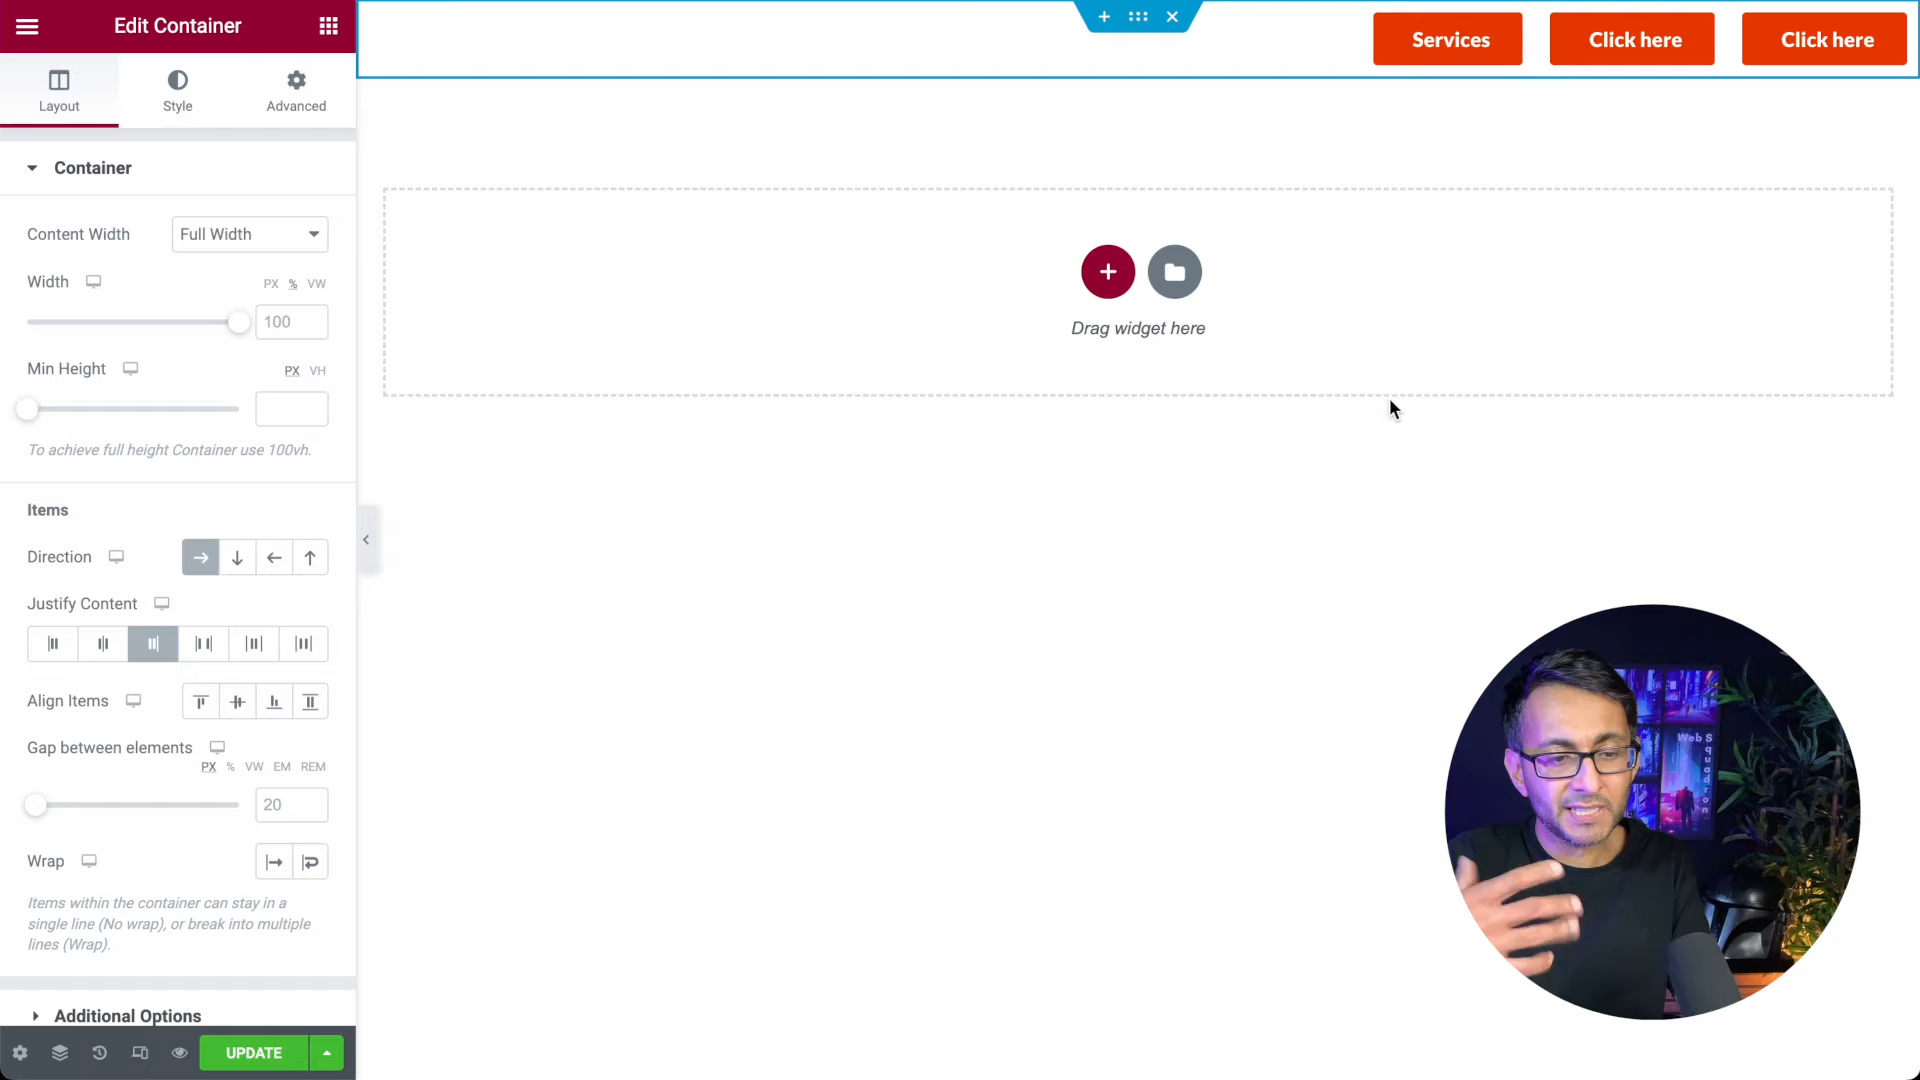 Edit Container
Layout
Style
Advanced
Container
Content Width
Full Width
Width
PX % VW
100
Min Height
PX VH
To achieve full height Container use 100vh.
Items
Direction
Justify Content
Align Items
Gap between elements
PX % VW EM REM
20
Wrap
Items within the container can stay in a
single line (No wrap), or break into multiple
lines (Wrap).
Additional Options
UPDATE
Services
Click here
Click here
Drag widget here
Web Squadron